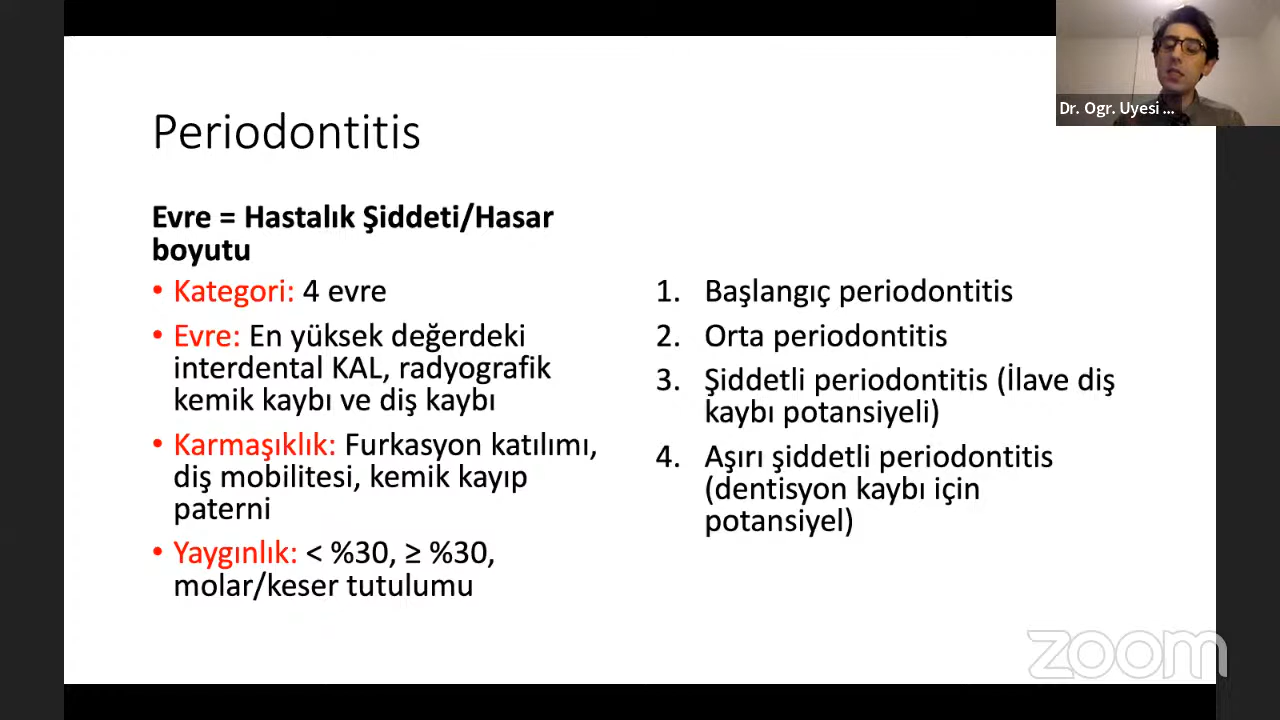 Periodontitis
Evre = Hastalık Şiddeti/Hasar
boyutu
• Kategori: 4 evre
• Evre: En yüksek değerdeki
interdental KAL, radyografik
kemik kaybı ve diş kaybı
• Karmaşıklık: Furkasyon katılımı,
diş mobilitesi, kemik kayıp
paterni
• Yaygınlık: < %30, ≥ %30,
molar/keser tutulumu
1. Başlangıç periodontitis
2. Orta periodontitis
3. Şiddetli periodontitis (İlave diş
kaybı potansiyeli)
4. Aşırı şiddetli periodontitis
(dentisyon kaybı için
potansiyel)
Dr. Ogr. Uyesi ...
zoom